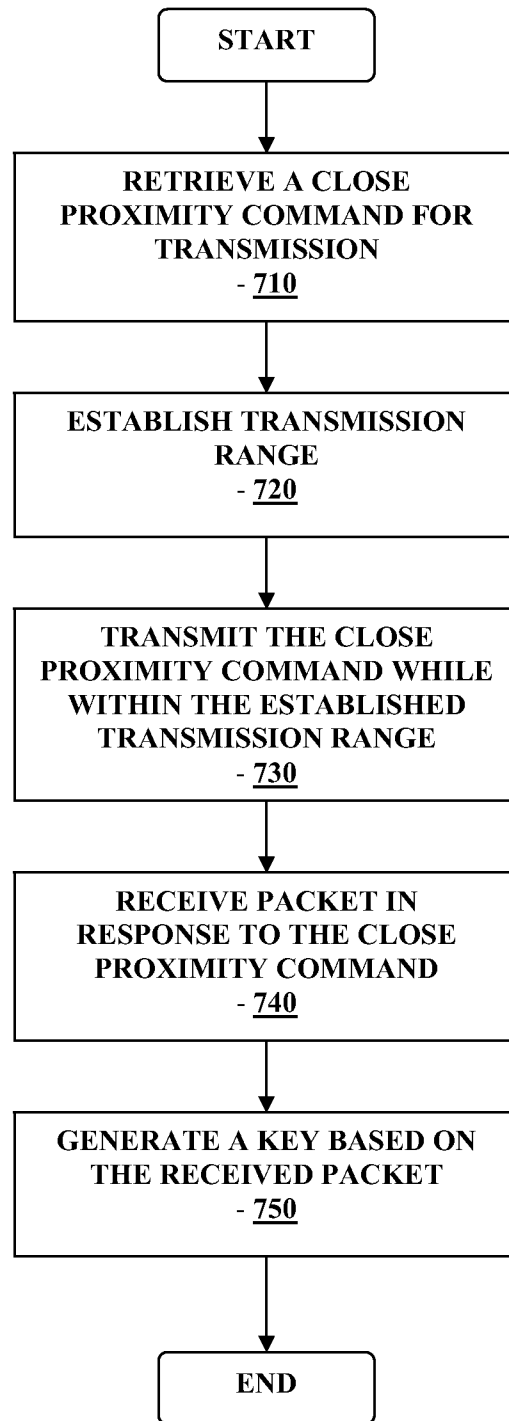 START
RETRIEVE A CLOSE
PROXIMITY COMMAND FOR
TRANSMISSION
- 710
ESTABLISH TRANSMISSION
RANGE
- 720
TRANSMIT THE CLOSE
PROXIMITY COMMAND WHILE
WITHIN THE ESTABLISHED
TRANSMISSION RANGE
- 730
RECEIVE PACKET IN
RESPONSE TO THE CLOSE
PROXIMITY COMMAND
- 740
GENERATE A KEY BASED ON
THE RECEIVED PACKET
- 750
END